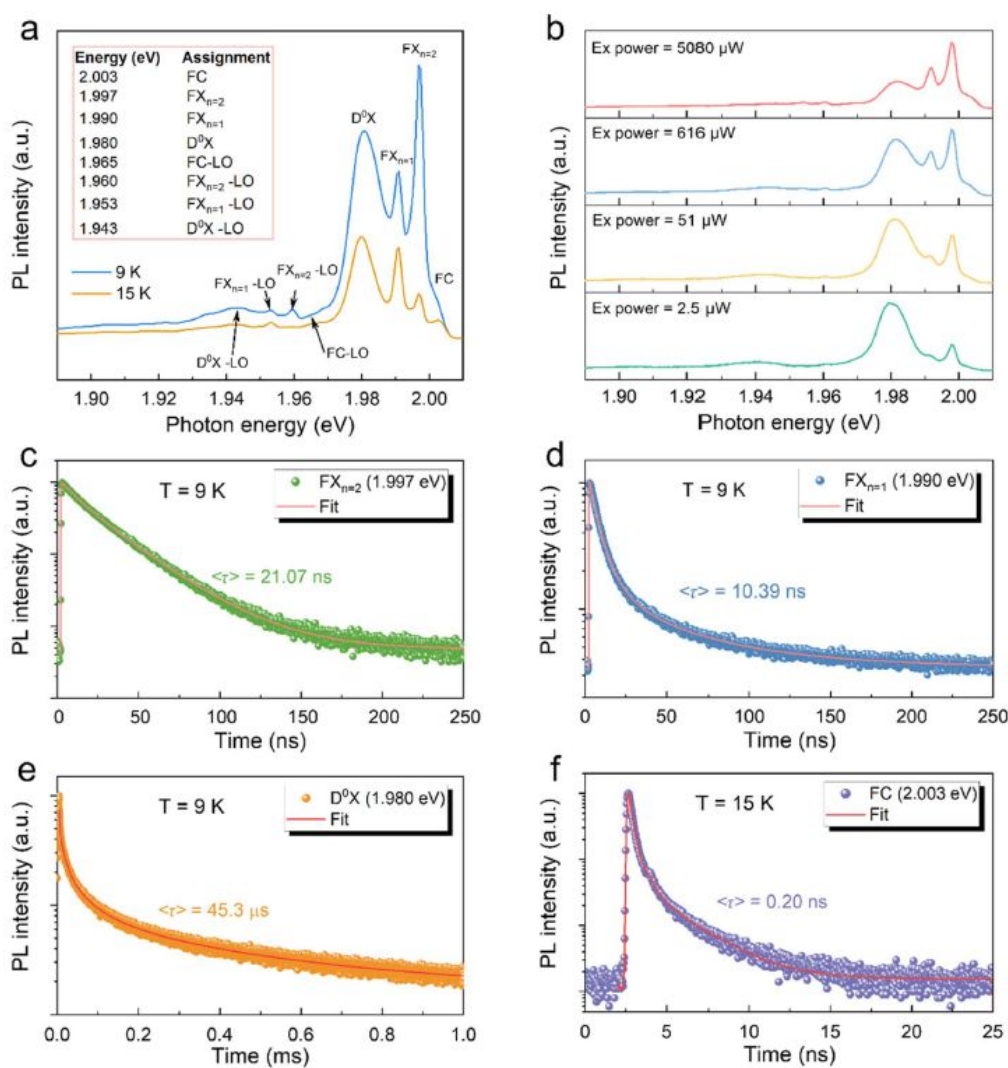 a
Energy (eV) Assignment
2.003 FC
1.997 FXn=2
1.990 FXn=1
1.980 D⁰X
1.965 FC-LO
1.960 FXn=2 -LO
1.953 FXn=1 -LO
1.943 D⁰X -LO
FXn=2
D⁰X
FXn=1
FC
FXn=1 -LO
FXn=2 -LO
D⁰X -LO
FC-LO
9 K
15 K
PL intensity (a.u.)
1.90 1.92 1.94 1.96 1.98 2.00
Photon energy (eV)
b
Ex power = 5080 μW
Ex power = 616 μW
Ex power = 51 μW
Ex power = 2.5 μW
PL intensity (a.u.)
1.90 1.92 1.94 1.96 1.98 2.00
Photon energy (eV)
c
T = 9 K
FXn=2 (1.997 eV)
Fit
<τ> = 21.07 ns
PL intensity (a.u.)
0 50 100 150 200 250
Time (ns)
d
T = 9 K
FXn=1 (1.990 eV)
Fit
<τ> = 10.39 ns
PL intensity (a.u.)
0 50 100 150 200 250
Time (ns)
e
T = 9 K
D⁰X (1.980 eV)
Fit
<τ> = 45.3 μs
PL intensity (a.u.)
0.0 0.2 0.4 0.6 0.8 1.0
Time (ms)
f
T = 15 K
FC (2.003 eV)
Fit
<τ> = 0.20 ns
PL intensity (a.u.)
0 5 10 15 20 25
Time (ns)